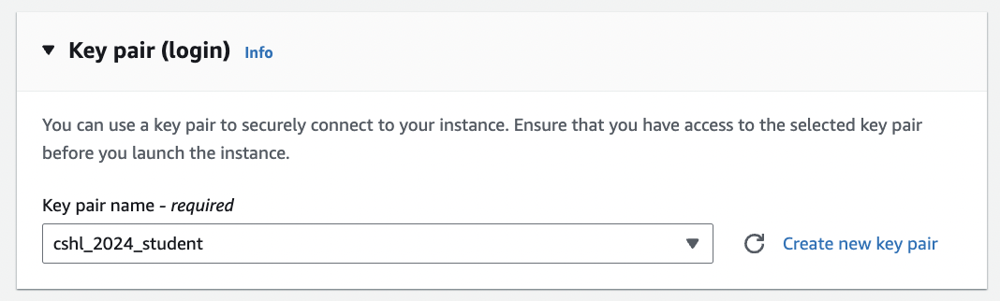 Key pair (login) Info
You can use a key pair to securely connect to your instance. Ensure that you have access to the selected key pair
before you launch the instance.
Key pair name - required
cshl_2024_student
Create new key pair